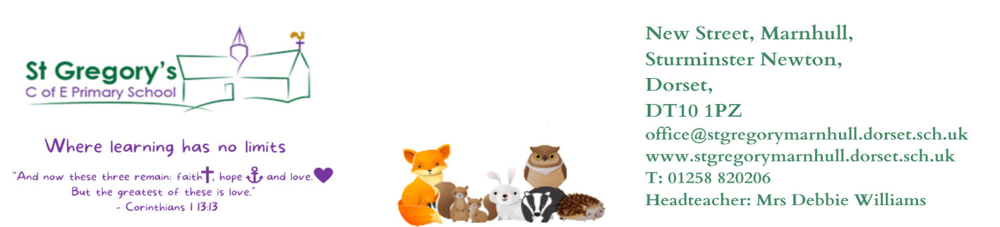 St Gregory's
C of E Primary School
Where learning has no limits
"And now these three remain: faith, hope and love.
But the greatest of these is love."
- Corinthians 1 13:13
New Street, Marnhull,
Sturminster Newton,
Dorset,
DT10 1PZ
office@stgregorymarnhull.dorset.sch.uk
www.stgregorymarnhull.dorset.sch.uk
T: 01258 820206
Headteacher: Mrs Debbie Williams